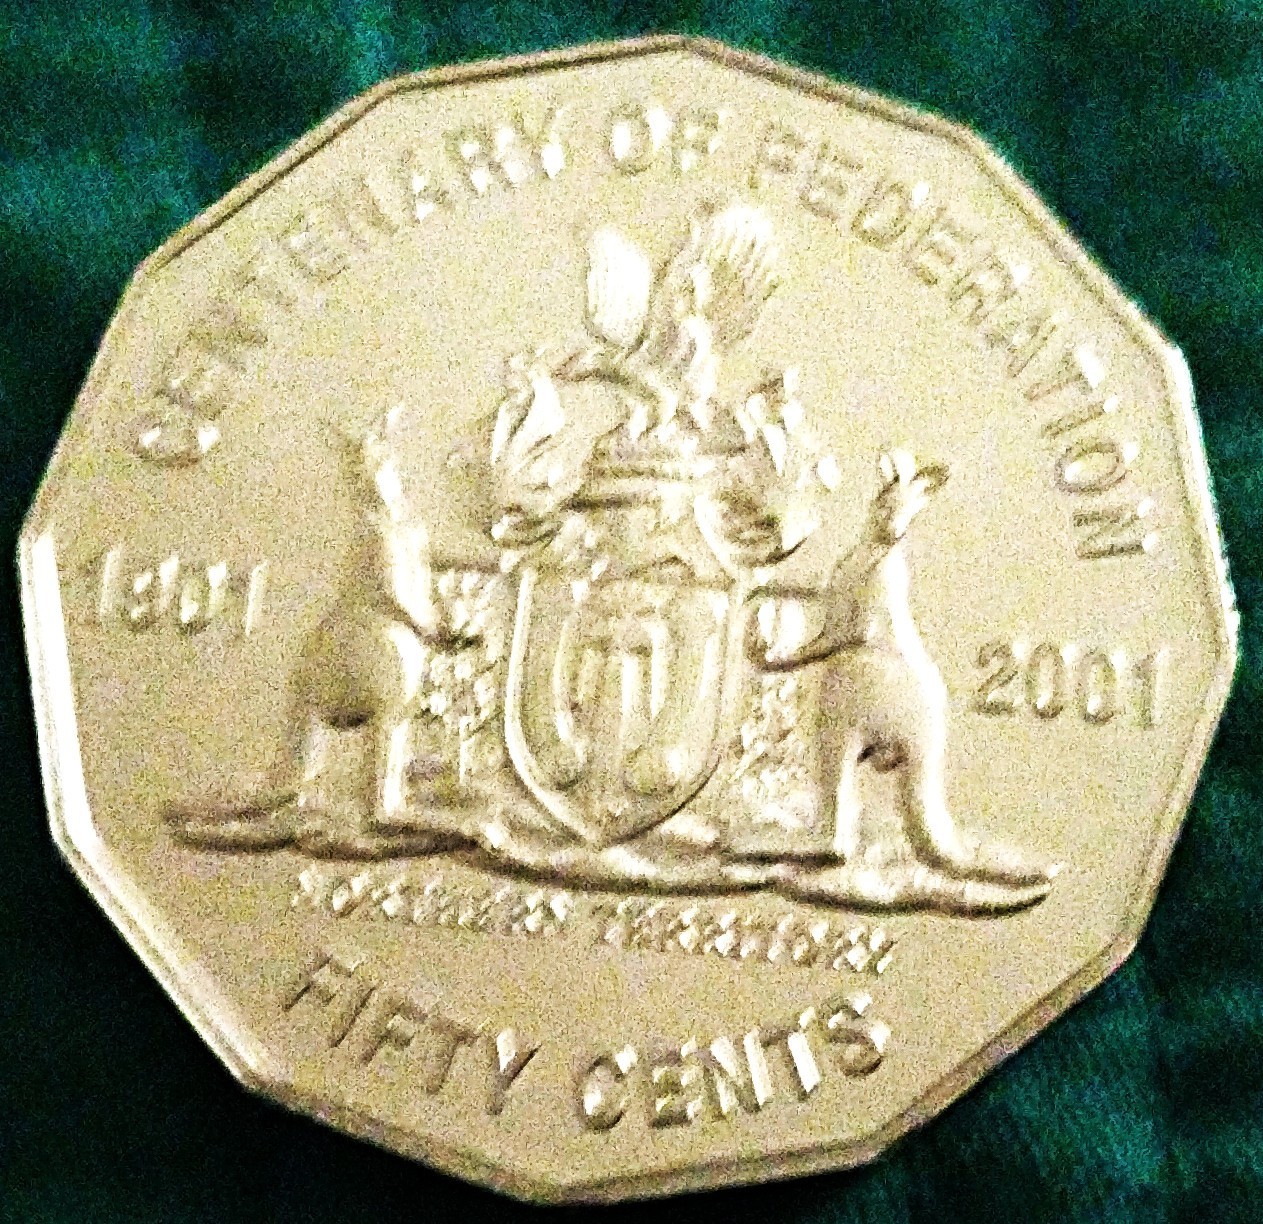 CENTENARY OF FEDERATION
1901
2001
NORTHERN TERRITORY
FIFTY CENTS